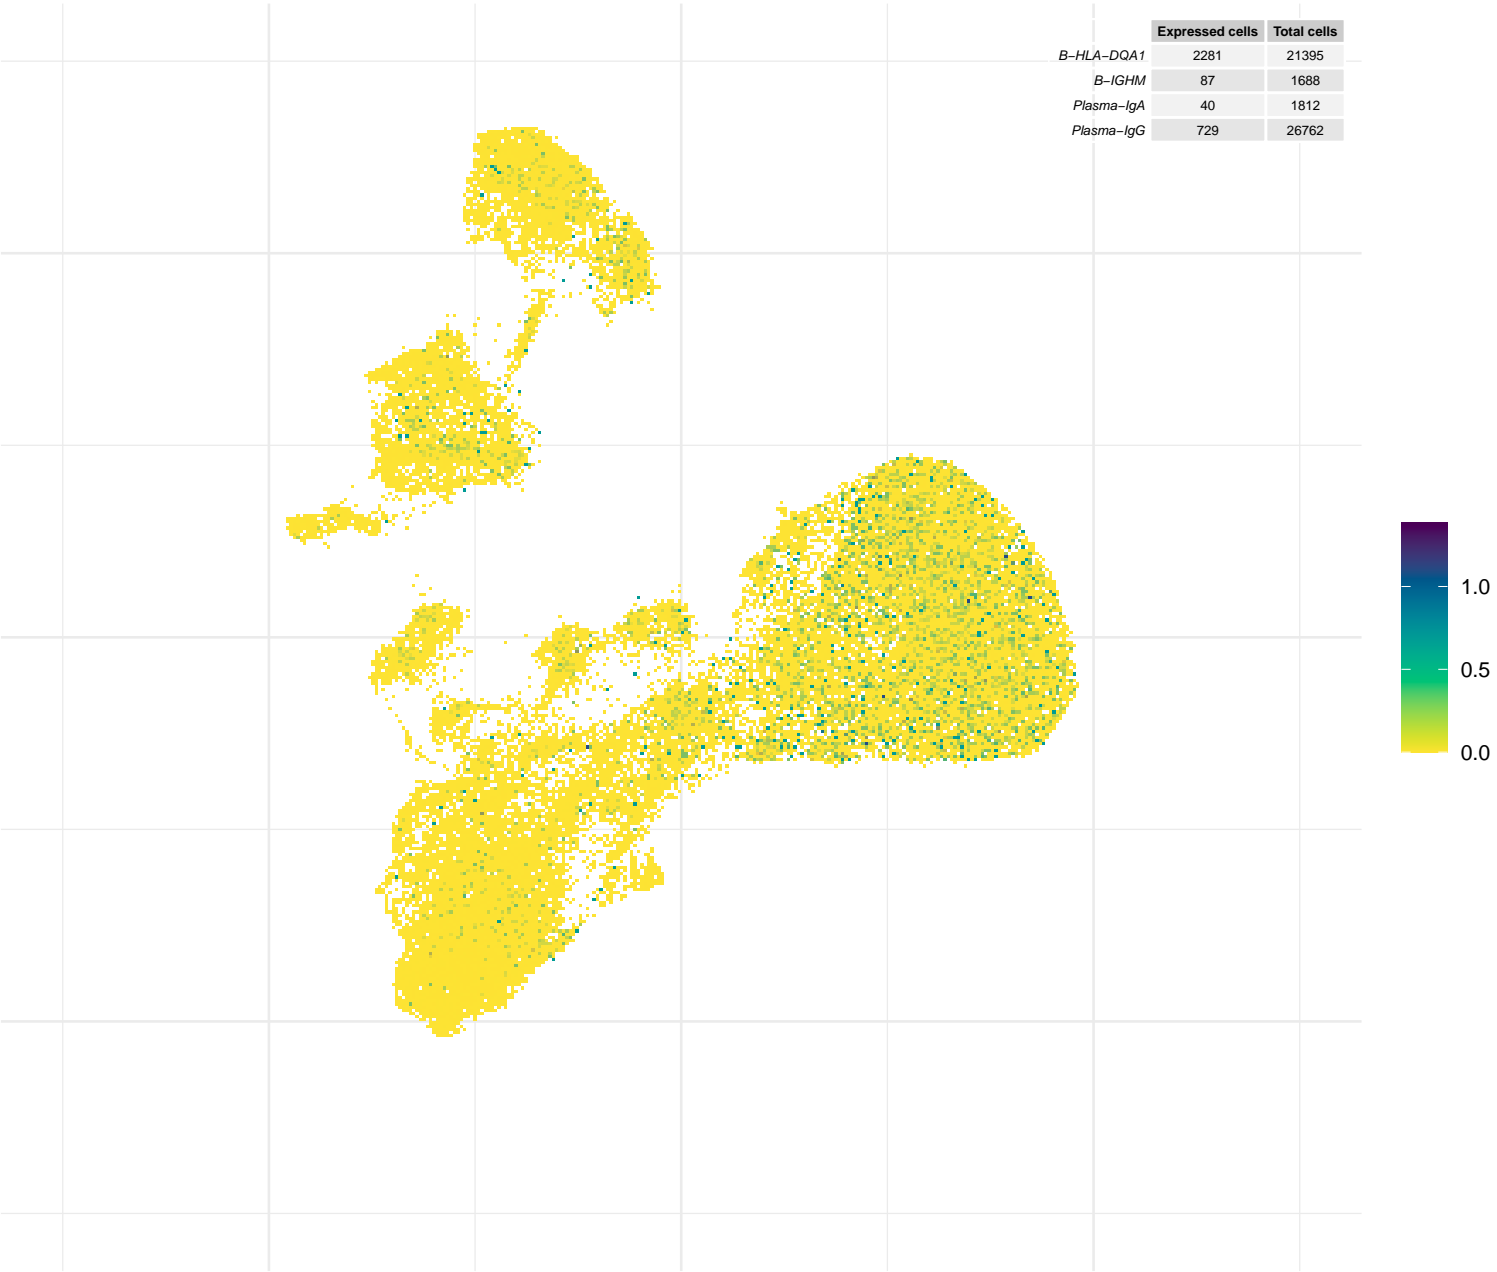 Expressed cells Total cells
B−HLA−DQA1 2281 21395
B−IGHM 87 1688
Plasma−IgA 40 1812
Plasma−IgG 729 26762
1.0
0.5
0.0